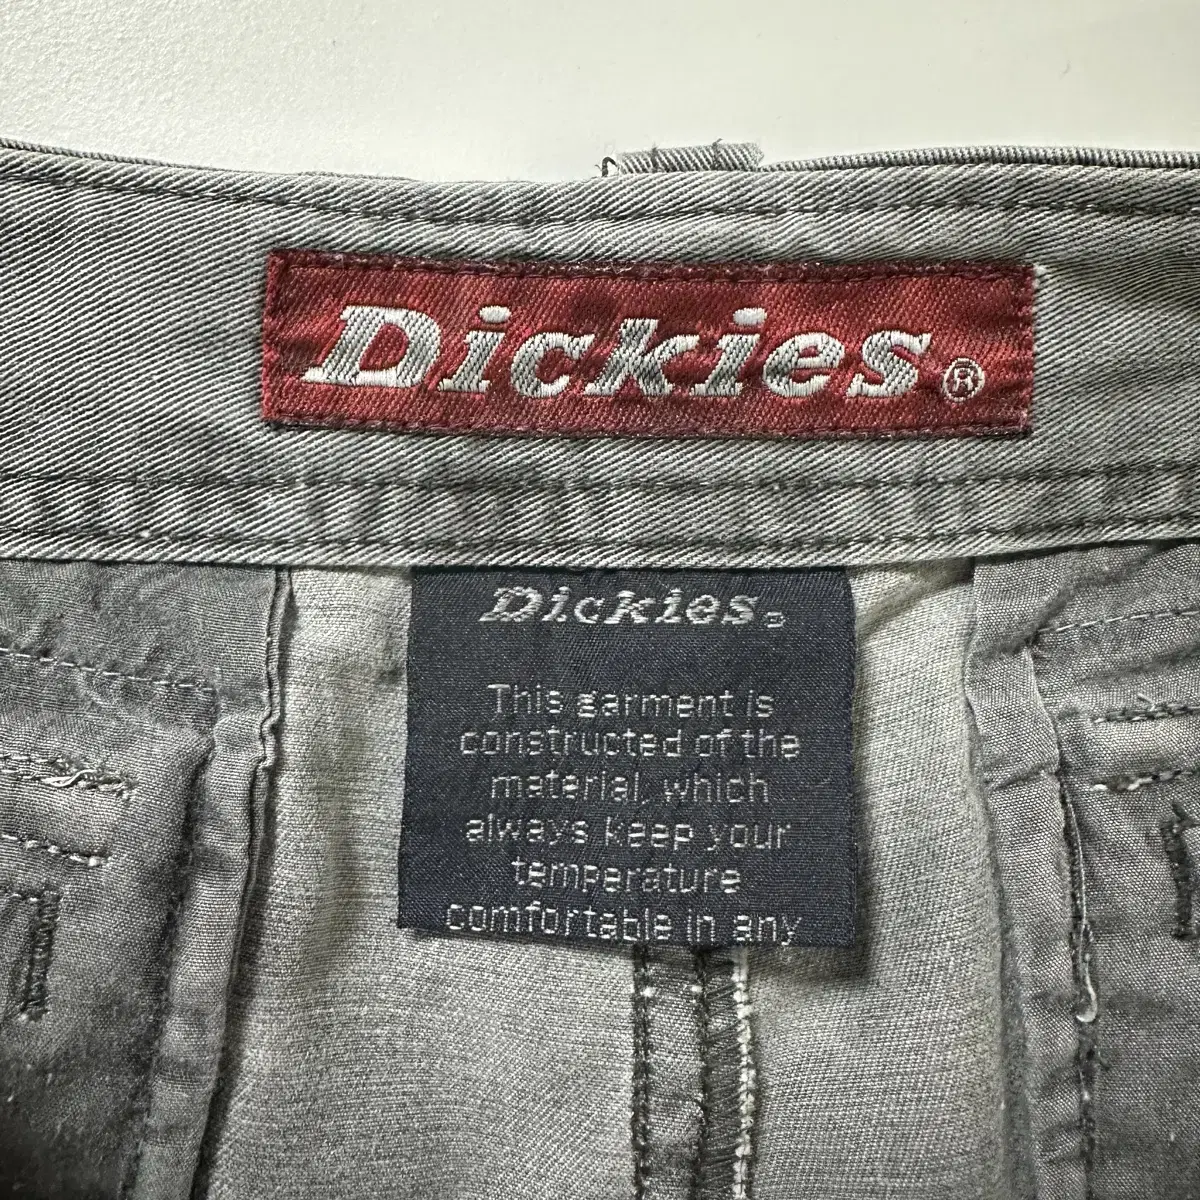 Dickies®
Dickies®
This garment is
constructed of the
material, which
always keep your
temperature
comfortable in any